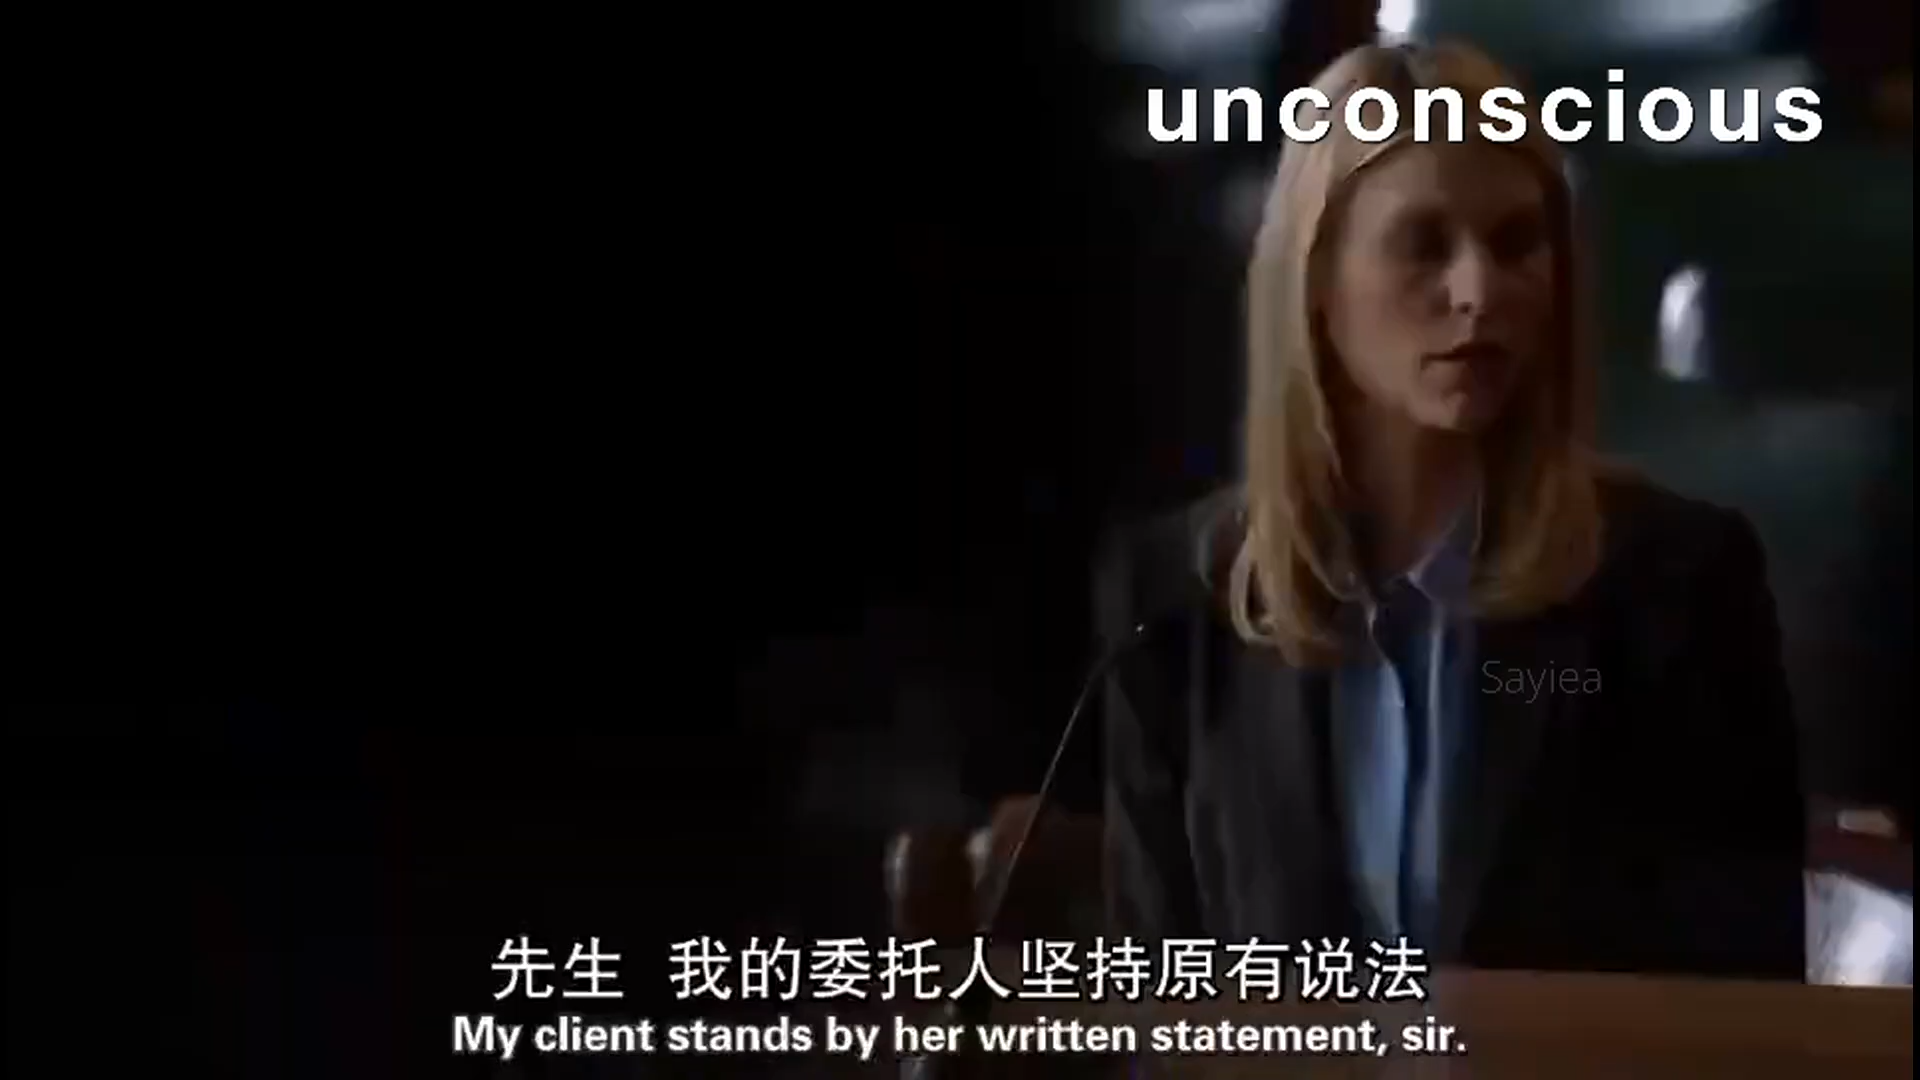 unconscious
Sayiea
先生 我的委托人坚持原有说法
My client stands by her written statement, sir.